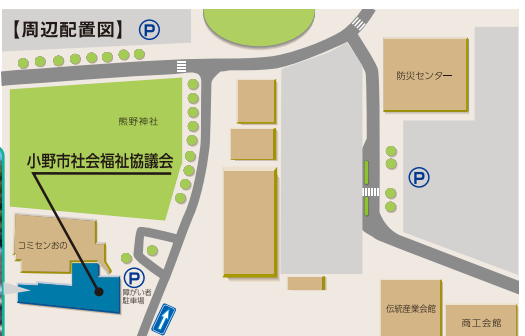 【周辺配置図】 P
防災センター
熊野神社
小野市社会福祉協議会
P
コミセンおの
P
障がい者
駐車場
伝統産業会館
商工会館